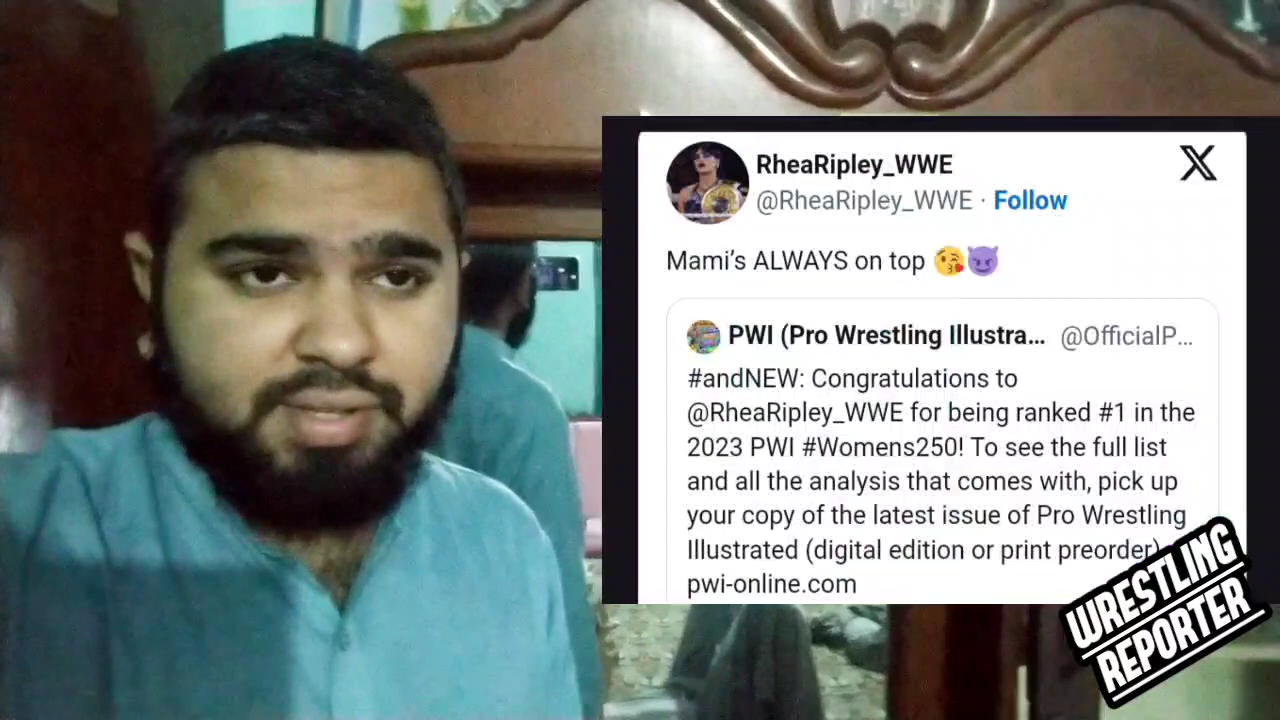 RheaRipley_WWE
@RheaRipley_WWE · Follow
Mami's ALWAYS on top 😘😈
PWI (Pro Wrestling Illustra... @OfficialP...
#andNEW: Congratulations to
@RheaRipley_WWE for being ranked #1 in the
2023 PWI #Womens250! To see the full list
and all the analysis that comes with, pick up
your copy of the latest issue of Pro Wrestling
Illustrated (digital edition or print preorder)
pwi-online.com
WRESTLING
REPORTER